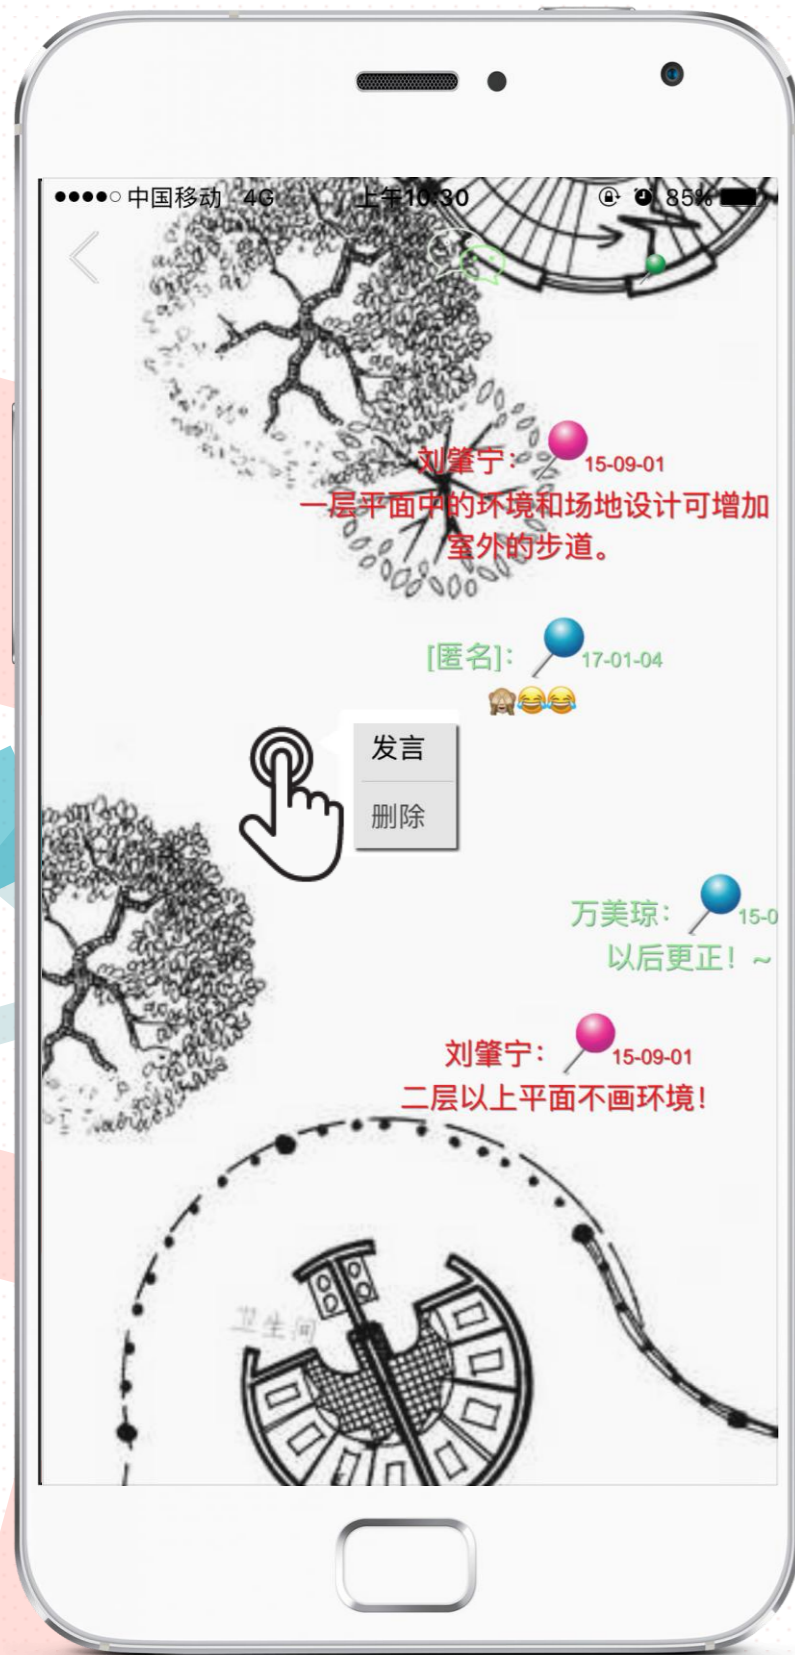 中国移动 4G 上午10:30 85%
刘肇宁: 15-09-01
一层平面中的环境和场地设计可增加
室外的步道。
[匿名]: 17-01-04
🙈😂😂
发言
删除
万美琼: 15-0
以后更正!~
刘肇宁: 15-09-01
二层以上平面不画环境!
卫生间